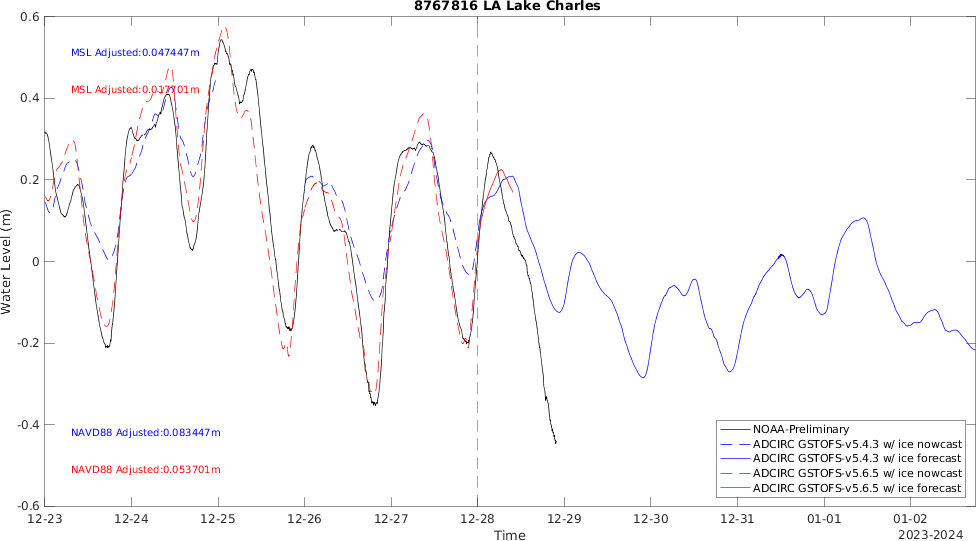 8767816 LA Lake Charles
0.6
0.4
0.2
0
-0.2
-0.4
-0.6
Water Level (m)
MSL Adjusted:0.047447m
MSL Adjusted:0.017701m
NAVD88 Adjusted:0.083447m
NAVD88 Adjusted:0.053701m
NOAA-Preliminary
ADCIRC GSTOFS-v5.4.3 w/ ice nowcast
ADCIRC GSTOFS-v5.4.3 w/ ice forecast
ADCIRC GSTOFS-v5.6.5 w/ ice nowcast
ADCIRC GSTOFS-v5.6.5 w/ ice forecast
12-23 12-24 12-25 12-26 12-27 12-28 12-29 12-30 12-31 01-01 01-02
Time
2023-2024